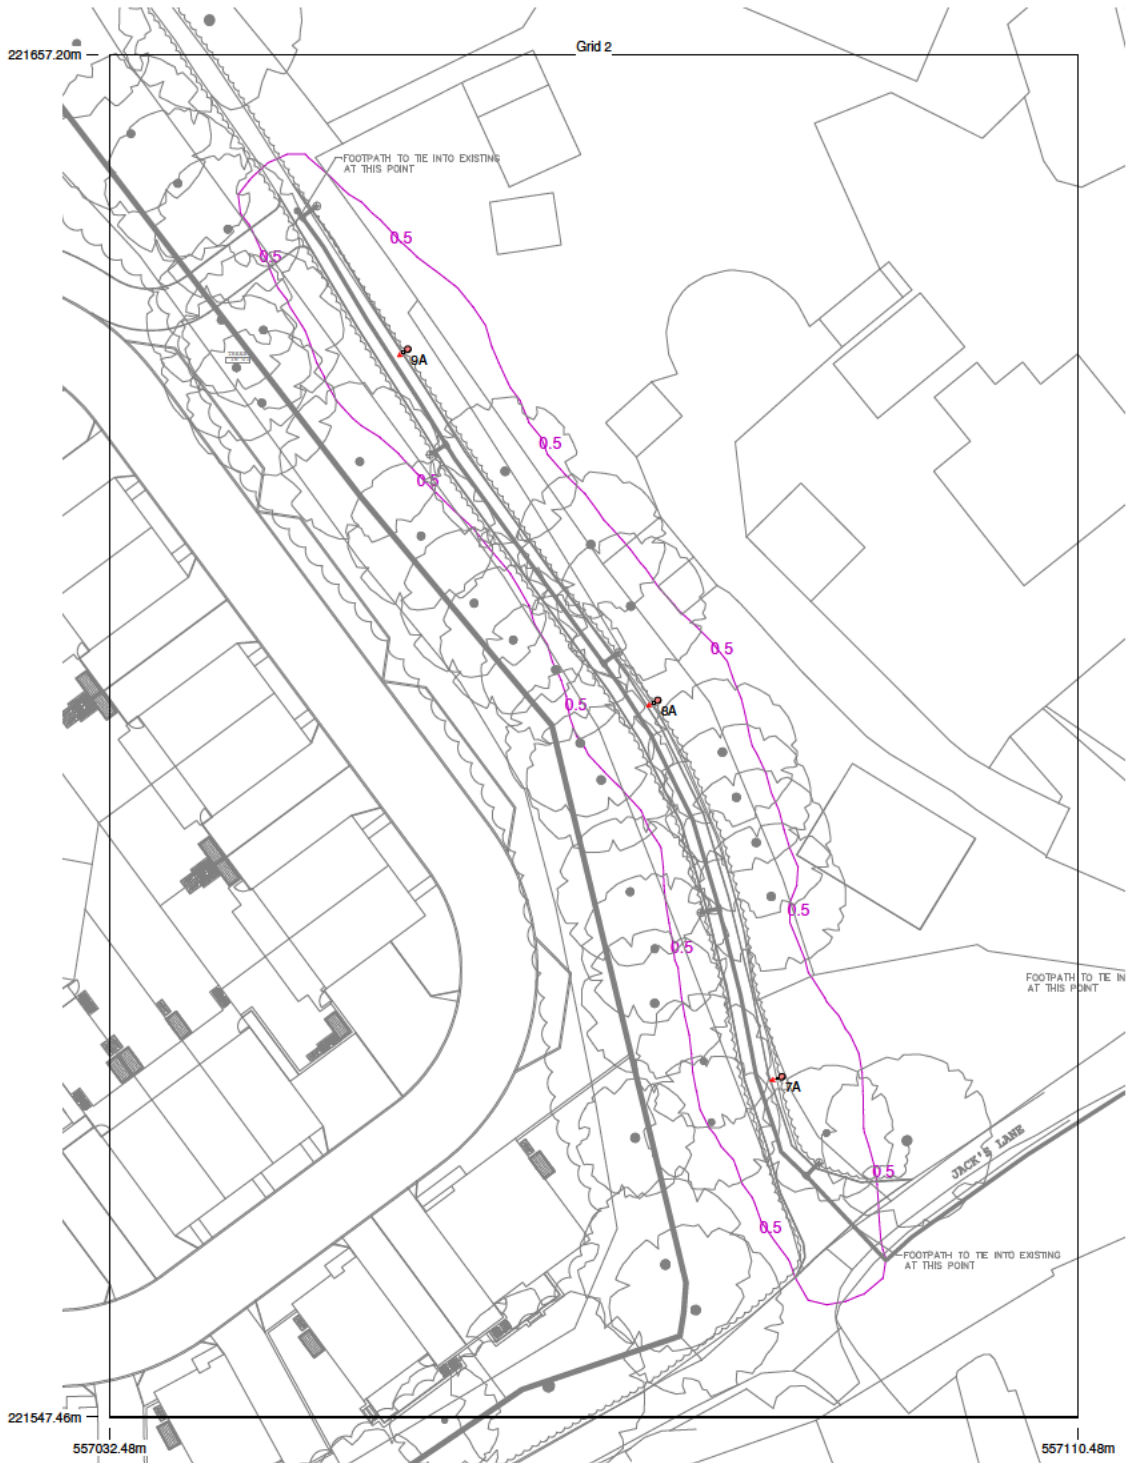 Grid 2
221657.20m
FOOTPATH TO TIE INTO EXISTING
AT THIS POINT
0.5
0.5
9A
0.5
0.5
0.5
0.5
8A
0.5
0.5
FOOTPATH TO TIE IN
AT THIS POINT
7A
JACK'S LANE
0.5
0.5
FOOTPATH TO TIE INTO EXISTING
AT THIS POINT
221547.46m
557032.48m
557110.48m